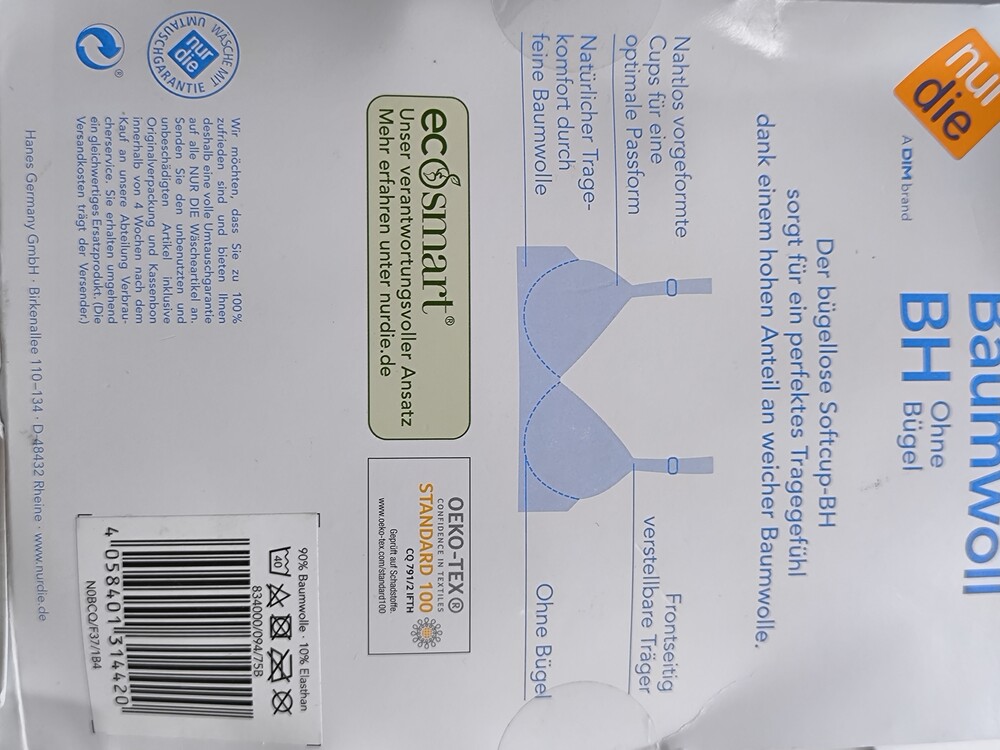 nur
die
A DIM brand
Baumwoll
BH Ohne
Bügel
Der bügellose Softcup-BH
sorgt für ein perfektes Tragegefühl
dank einem hohen Anteil an weicher Baumwolle.
Nahtlos vorgeformte
Cups für eine
optimale Passform
Natürlicher Trage-
komfort durch
feine Baumwolle
Frontseitig
verstellbare Träger
Ohne Bügel
ecosmart®
Unser verantwortungsvoller Ansatz
Mehr erfahren unter nurdie.de
OEKO-TEX®
CONFIDENCE IN TEXTILES
STANDARD 100
CQ 791/2 IFTH
Geprüft auf Schadstoffe.
www.oeko-tex.com/standard100
WÄSCHE MIT
UMTAUSCHGARANTIE
nur
die
®
Wir möchten, dass Sie zu 100%
zufrieden sind und bieten Ihnen
deshalb eine volle Umtauschgarantie
auf alle NUR DIE Wäscheartikel an.
Senden Sie den unbenutzten und
unbeschädigten Artikel inklusive
Originalverpackung und Kassenbon
innerhalb von 4 Wochen nach dem
Kauf an unsere Abteilung Verbrau-
cherservice. Sie erhalten umgehend
ein gleichwertiges Ersatzprodukt. (Die
Versandkosten trägt der Versender.)
90% Baumwolle · 10% Elasthan
40
834000/094/75B
4 058401 314420
N0BCQ/F37/1B4
Hanes Germany GmbH · Birkenallee 110–134 · D-48432 Rheine · www.nurdie.de